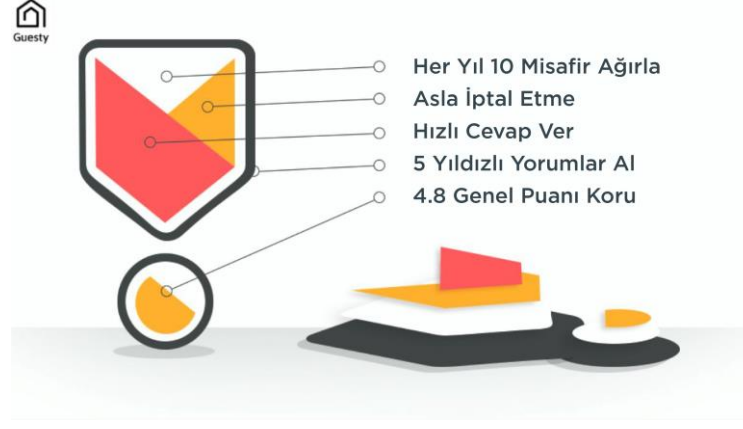 Guesty
Her Yıl 10 Misafir Ağırla
Asla İptal Etme
Hızlı Cevap Ver
5 Yıldızlı Yorumlar Al
4.8 Genel Puanı Koru